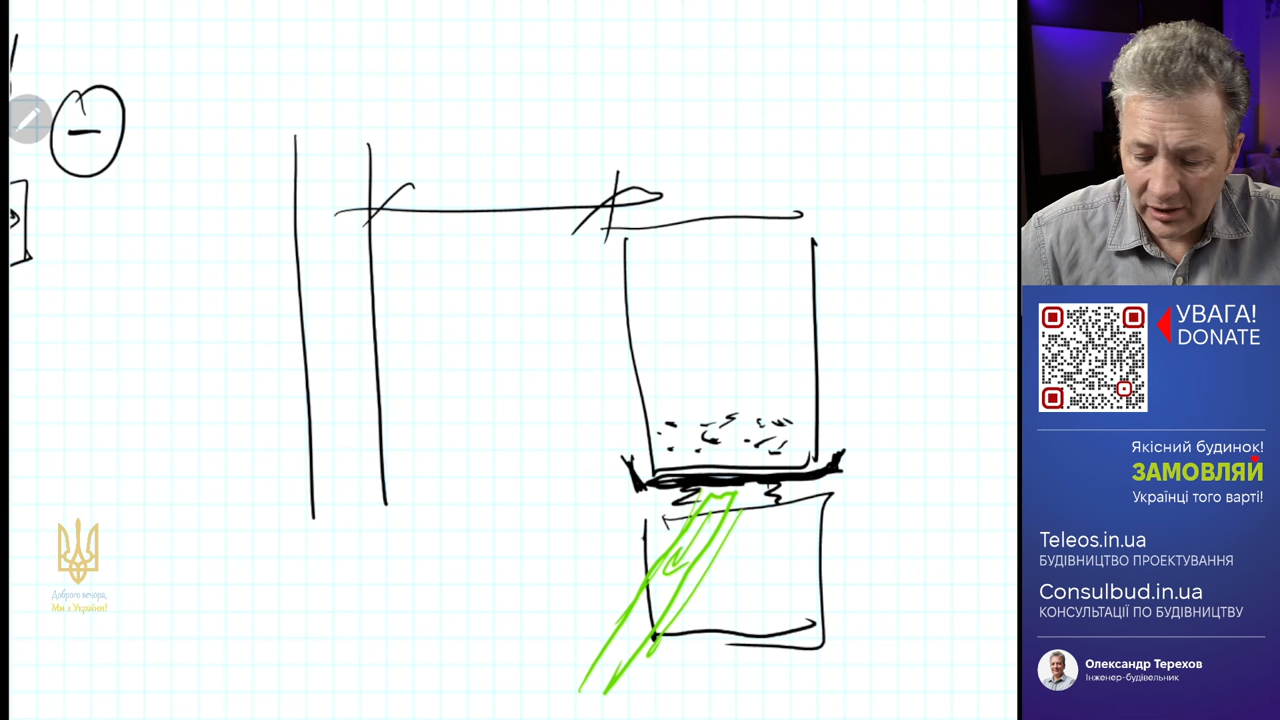 УВАГА!
DONATE
Якісний будинок!
ЗАМОВЛЯЙ
Українці того варті!
Teleos.in.ua
БУДІВНИЦТВО ПРОЕКТУВАННЯ
Consulbud.in.ua
КОНСУЛЬТАЦІЇ ПО БУДІВНИЦТВУ
Олександр Терехов
Інженер-будівельник
Доброго вечора,
Ми з України!